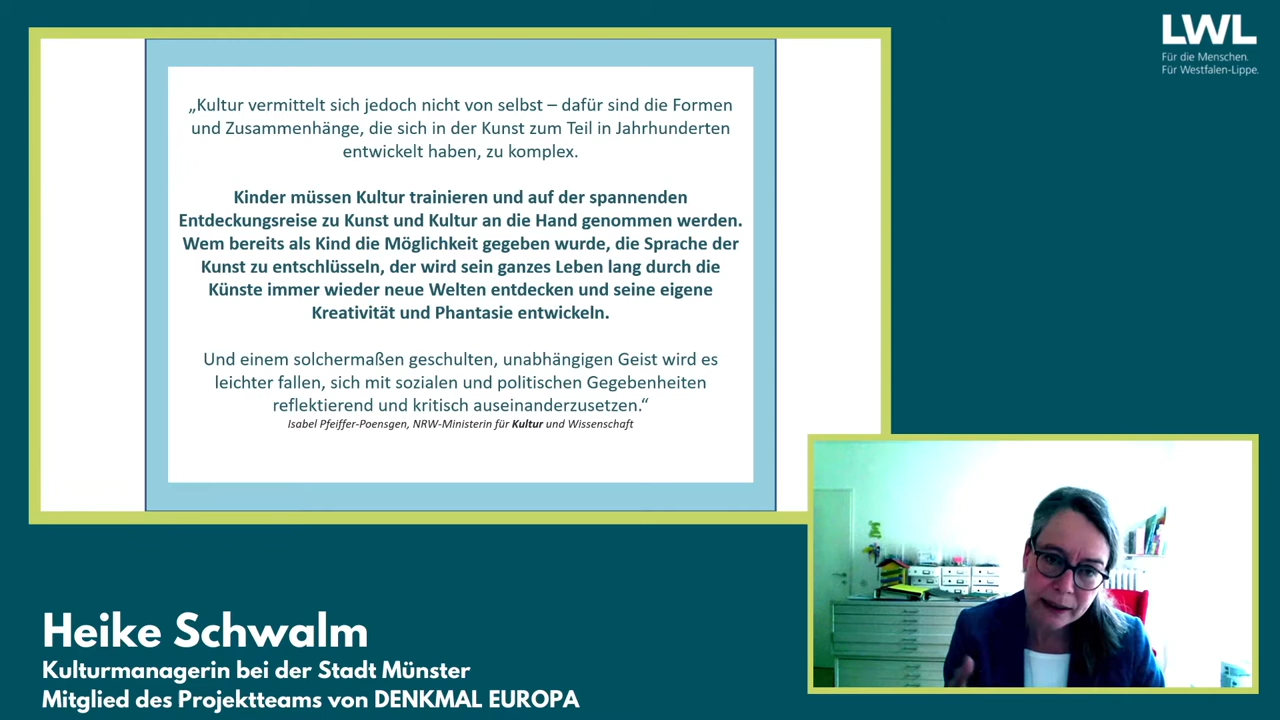 LWL
Für die Menschen.
Für Westfalen-Lippe.
„Kultur vermittelt sich jedoch nicht von selbst – dafür sind die Formen
und Zusammenhänge, die sich in der Kunst zum Teil in Jahrhunderten
entwickelt haben, zu komplex.
Kinder müssen Kultur trainieren und auf der spannenden
Entdeckungsreise zu Kunst und Kultur an die Hand genommen werden.
Wem bereits als Kind die Möglichkeit gegeben wurde, die Sprache der
Kunst zu entschlüsseln, der wird sein ganzes Leben lang durch die
Künste immer wieder neue Welten entdecken und seine eigene
Kreativität und Phantasie entwickeln.
Und einem solchermaßen geschulten, unabhängigen Geist wird es
leichter fallen, sich mit sozialen und politischen Gegebenheiten
reflektierend und kritisch auseinanderzusetzen.“
Isabel Pfeiffer-Poensgen, NRW-Ministerin für Kultur und Wissenschaft
Heike Schwalm
Kulturmanagerin bei der Stadt Münster
Mitglied des Projektteams von DENKMAL EUROPA